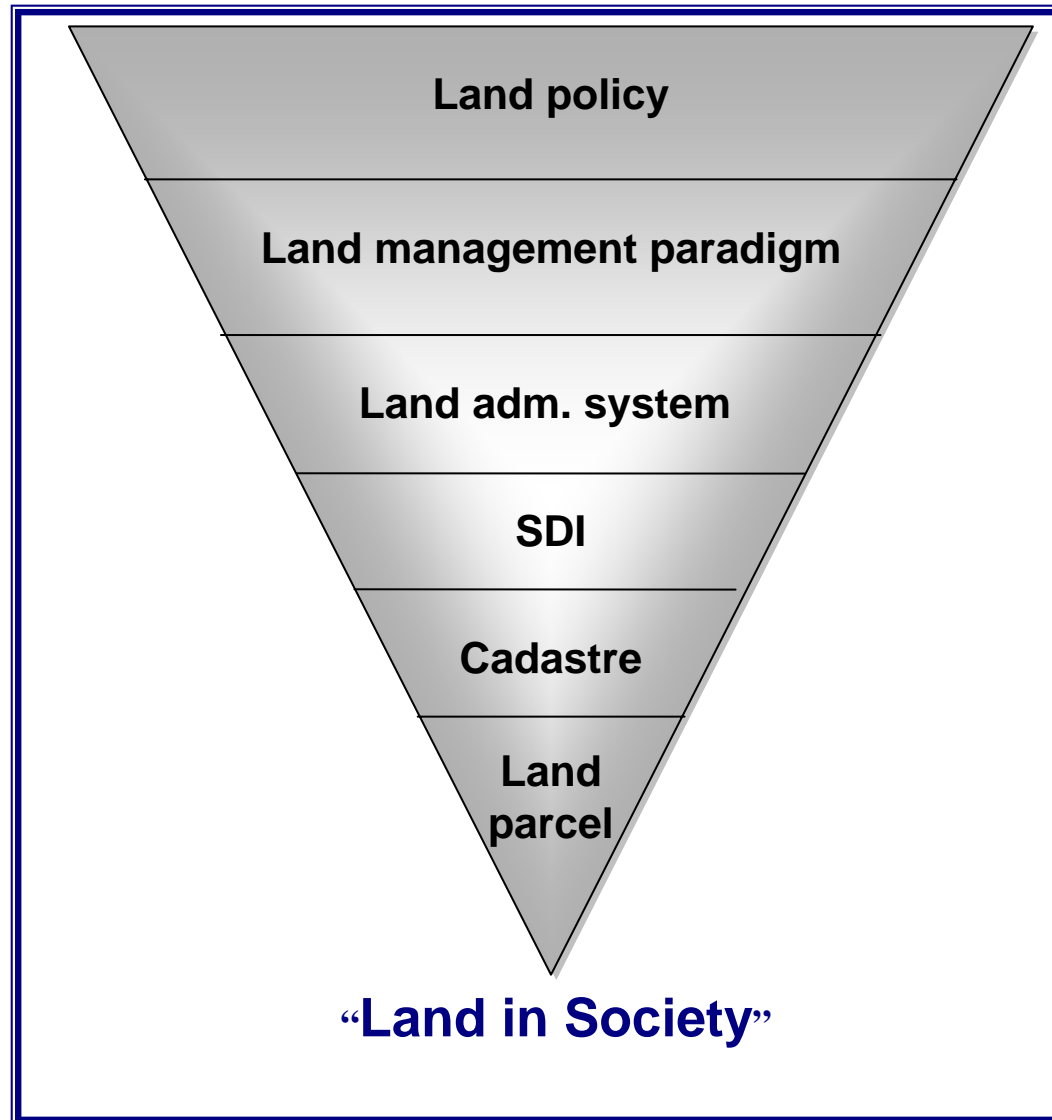 Land policy
Land management paradigm
Land adm. system
SDI
Cadastre
Land
parcel
“Land in Society”